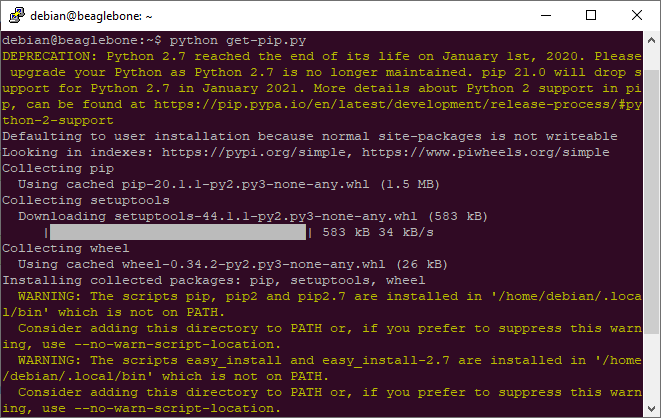 debian@beaglebone: ~
debian@beaglebone:~$ python get-pip.py
DEPRECATION: Python 2.7 reached the end of its life on January 1st, 2020. Please
 upgrade your Python as Python 2.7 is no longer maintained. pip 21.0 will drop s
upport for Python 2.7 in January 2021. More details about Python 2 support in pi
p, can be found at https://pip.pypa.io/en/latest/development/release-process/#py
thon-2-support
Defaulting to user installation because normal site-packages is not writeable
Looking in indexes: https://pypi.org/simple, https://www.piwheels.org/simple
Collecting pip
  Using cached pip-20.1.1-py2.py3-none-any.whl (1.5 MB)
Collecting setuptools
  Downloading setuptools-44.1.1-py2.py3-none-any.whl (583 kB)
     |                                | 583 kB 34 kB/s
Collecting wheel
  Using cached wheel-0.34.2-py2.py3-none-any.whl (26 kB)
Installing collected packages: pip, setuptools, wheel
  WARNING: The scripts pip, pip2 and pip2.7 are installed in '/home/debian/.loca
l/bin' which is not on PATH.
  Consider adding this directory to PATH or, if you prefer to suppress this warn
ing, use --no-warn-script-location.
  WARNING: The scripts easy_install and easy_install-2.7 are installed in '/home
/debian/.local/bin' which is not on PATH.
  Consider adding this directory to PATH or, if you prefer to suppress this warn
ing, use --no-warn-script-location.